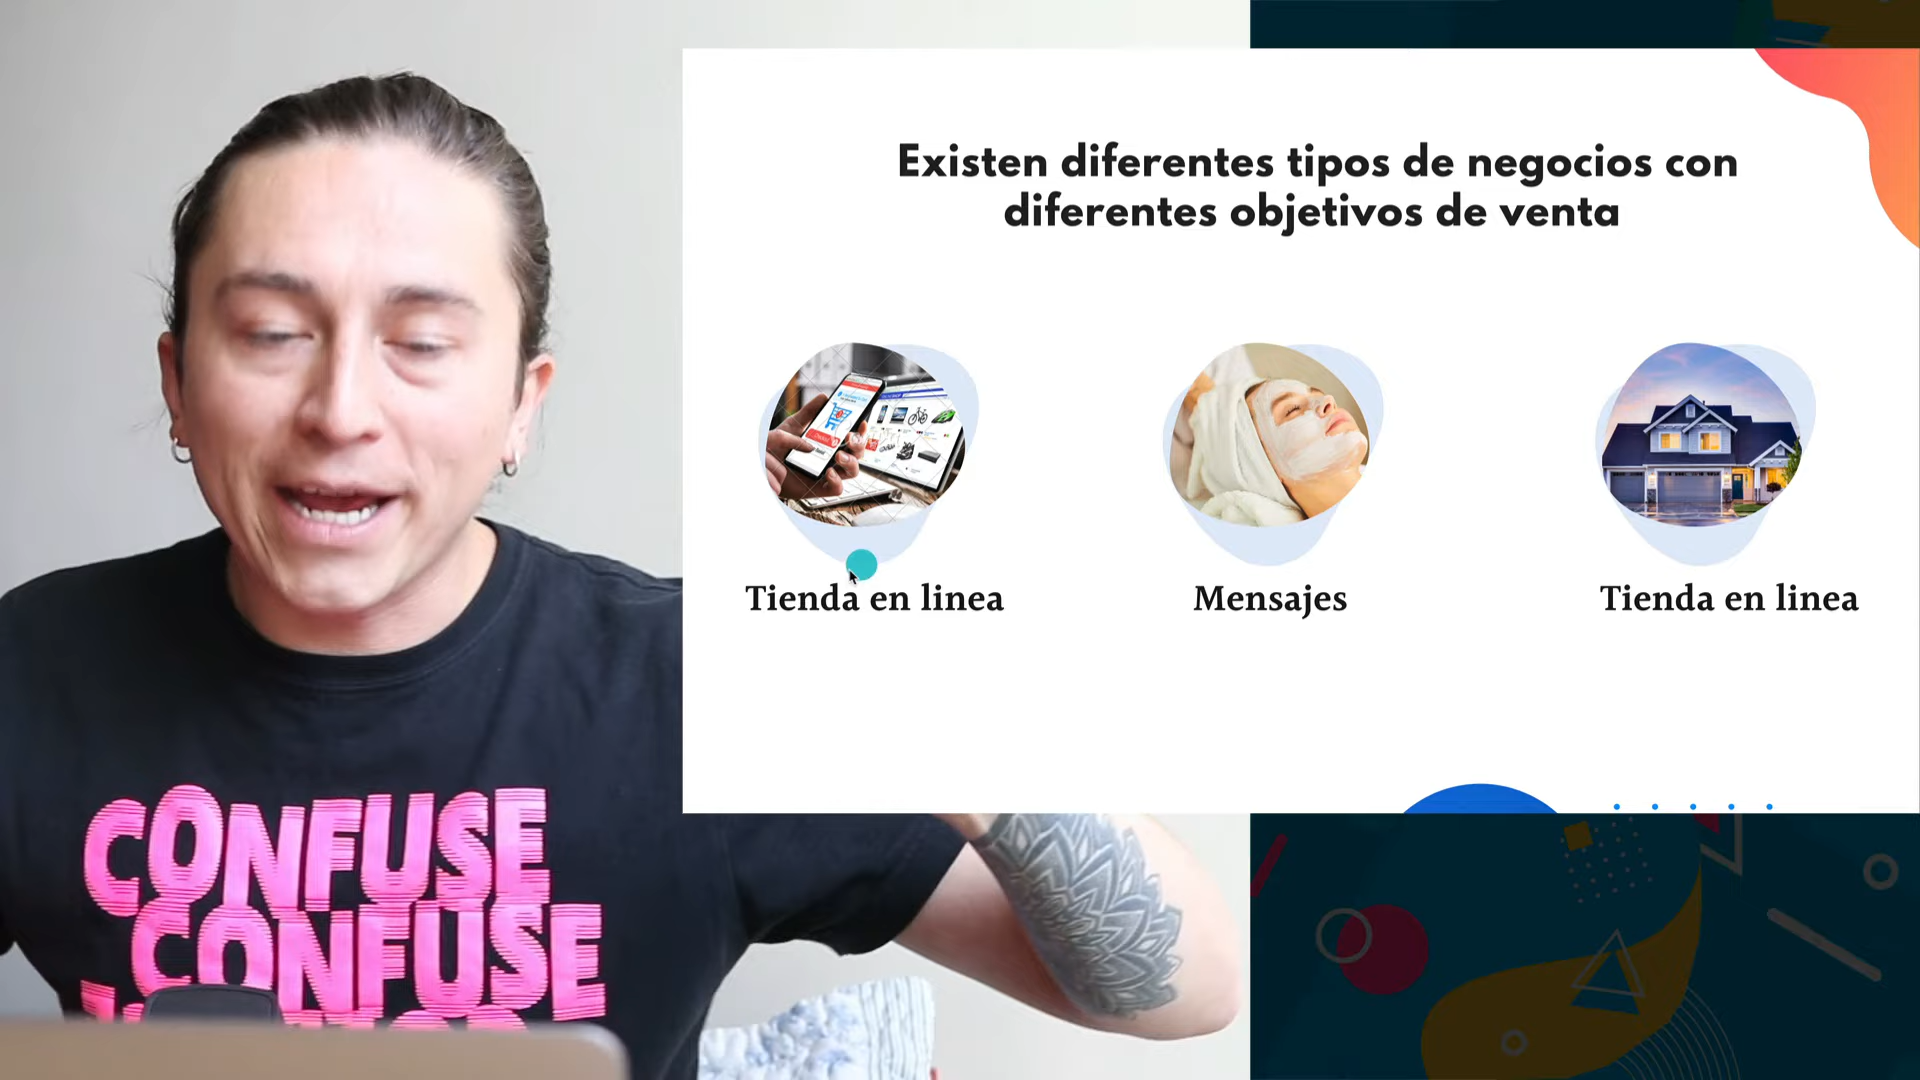 Existen diferentes tipos de negocios con
diferentes objetivos de venta
Tienda en linea
Mensajes
Tienda en linea
CONFUSE
CONFUSE